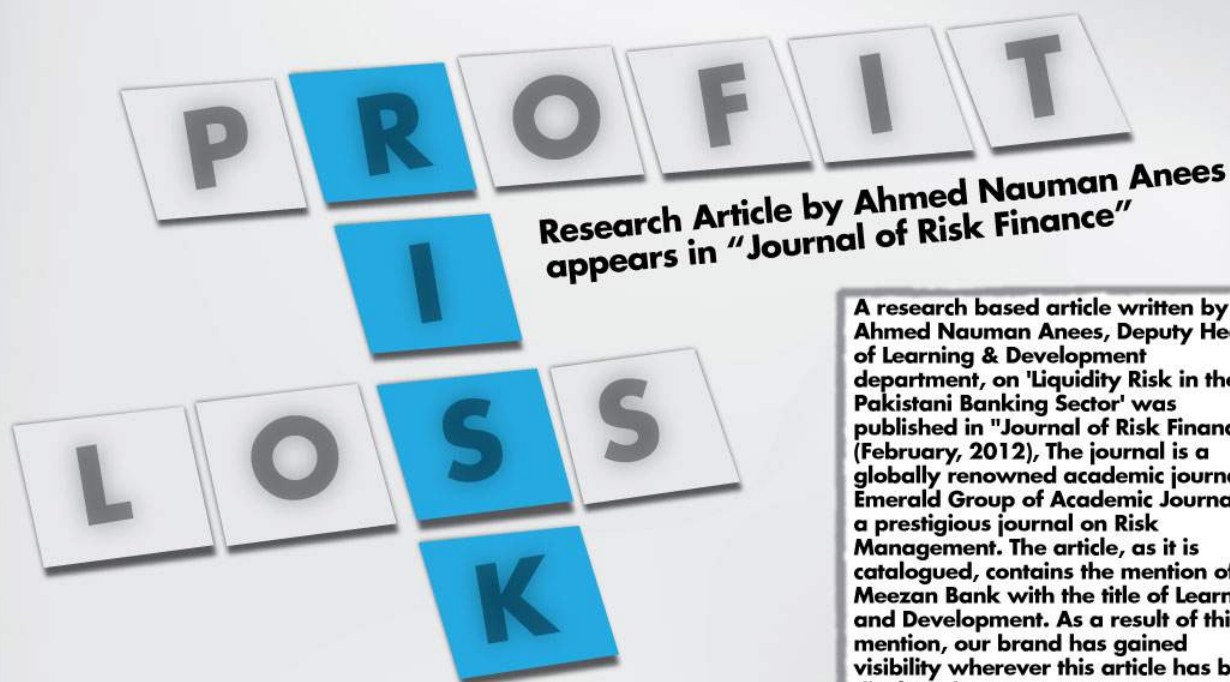 PROFIT
RISK
LOSS
Research Article by Ahmed Nauman Anees
appears in "Journal of Risk Finance"
A research based article written by
Ahmed Nauman Anees, Deputy
of Learning & Development
department, on 'Liquidity Risk in
Pakistani Banking Sector' was
published in "Journal of Risk
(February, 2012), The journal is a
globally renowned academic
Emerald Group of Academic
a prestigious journal on Risk
Management. The article, as it is
catalogued, contains the mention
Meezan Bank with the title of
and Development. As a result of
mention, our brand has gained
visibility wherever this article has